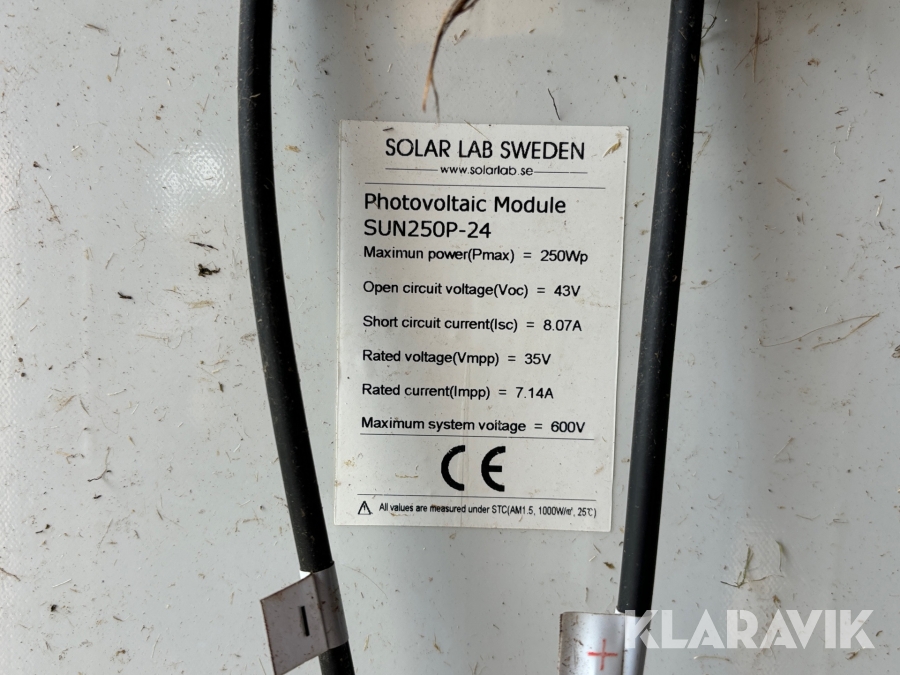 SOLAR LAB SWEDEN
www.solarlab.se
Photovoltaic Module
SUN250P-24
Maximun power(Pmax) = 250Wp
Open circuit voltage(Voc) = 43V
Short circuit current(Isc) = 8.07A
Rated voltage(Vmpp) = 35V
Rated current(Impp) = 7.14A
Maximum system voltage = 600V
CE
All values are measured under STC(AM1.5, 1000W/㎡, 25℃)
–
+
KLARAVIK